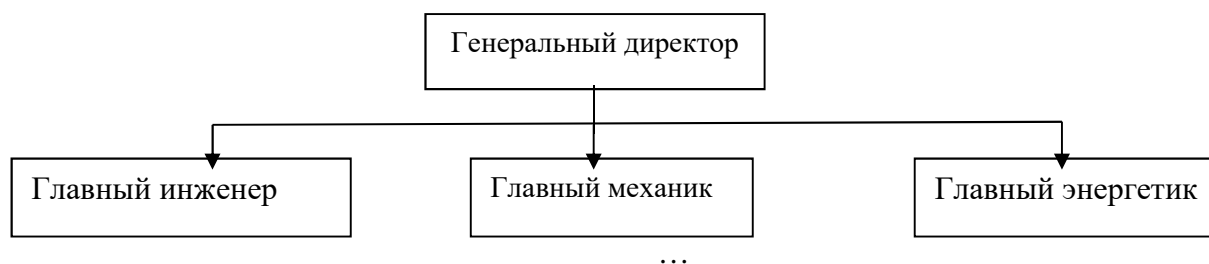 Генеральный директор
Главный инженер
Главный механик
Главный энергетик
…